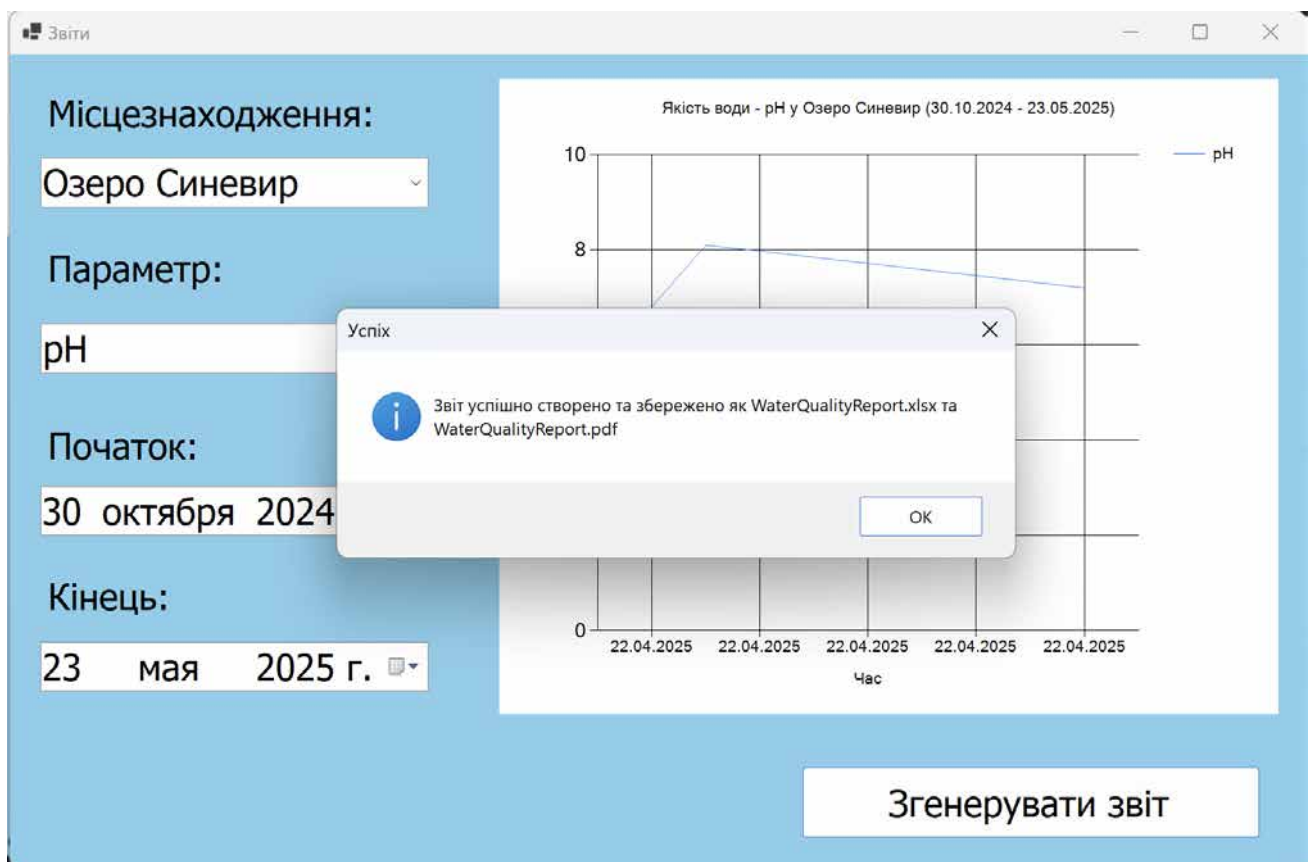 Звіти
Місцезнаходження:
Озеро Синевир
Параметр:
pH
Початок:
30 октября 2024
Кінець:
23 мая 2025 г.
Якість води - pH у Озеро Синевир (30.10.2024 - 23.05.2025)
pH
10
8
0
22.04.2025 22.04.2025 22.04.2025 22.04.2025 22.04.2025
Час
Успіх
Звіт успішно створено та збережено як WaterQualityReport.xlsx та
WaterQualityReport.pdf
OK
Згенерувати звіт